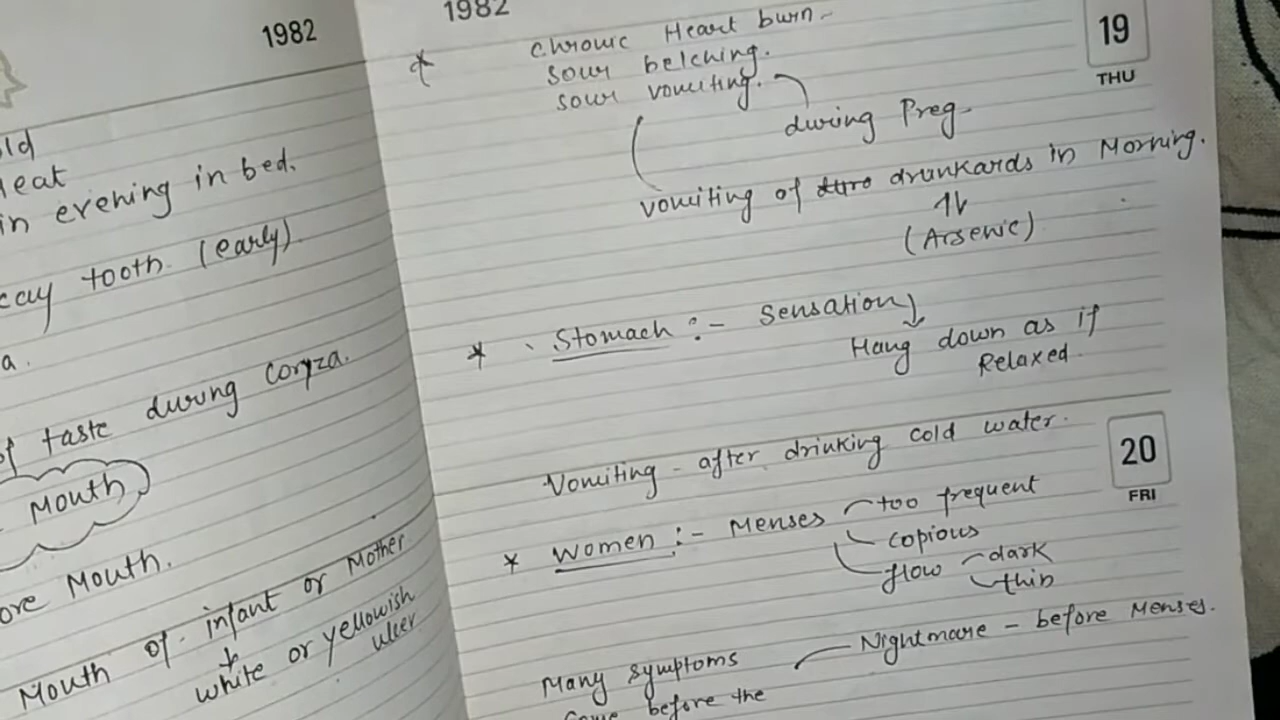 1982
ld
in evening in bed.
tooth. (early)
a.
of taste during coryza.
Mouth
ore Mouth.
Mouth of infant or Mother
white or yellowish
ulcer
1982
19
THU
* Chronic Heart burn -
sour belching.
sour vomiting.
during Preg-
vomiting of drunkards in Morning.
(Arsenic)
* Stomach :- Sensation
Hang down as if
Relaxed.
20
FRI
Vomiting - after drinking cold water.
* Women :- Menses too frequent
copious
flow dark
thin
Many symptoms Nightmare - before Menses.
Come before the